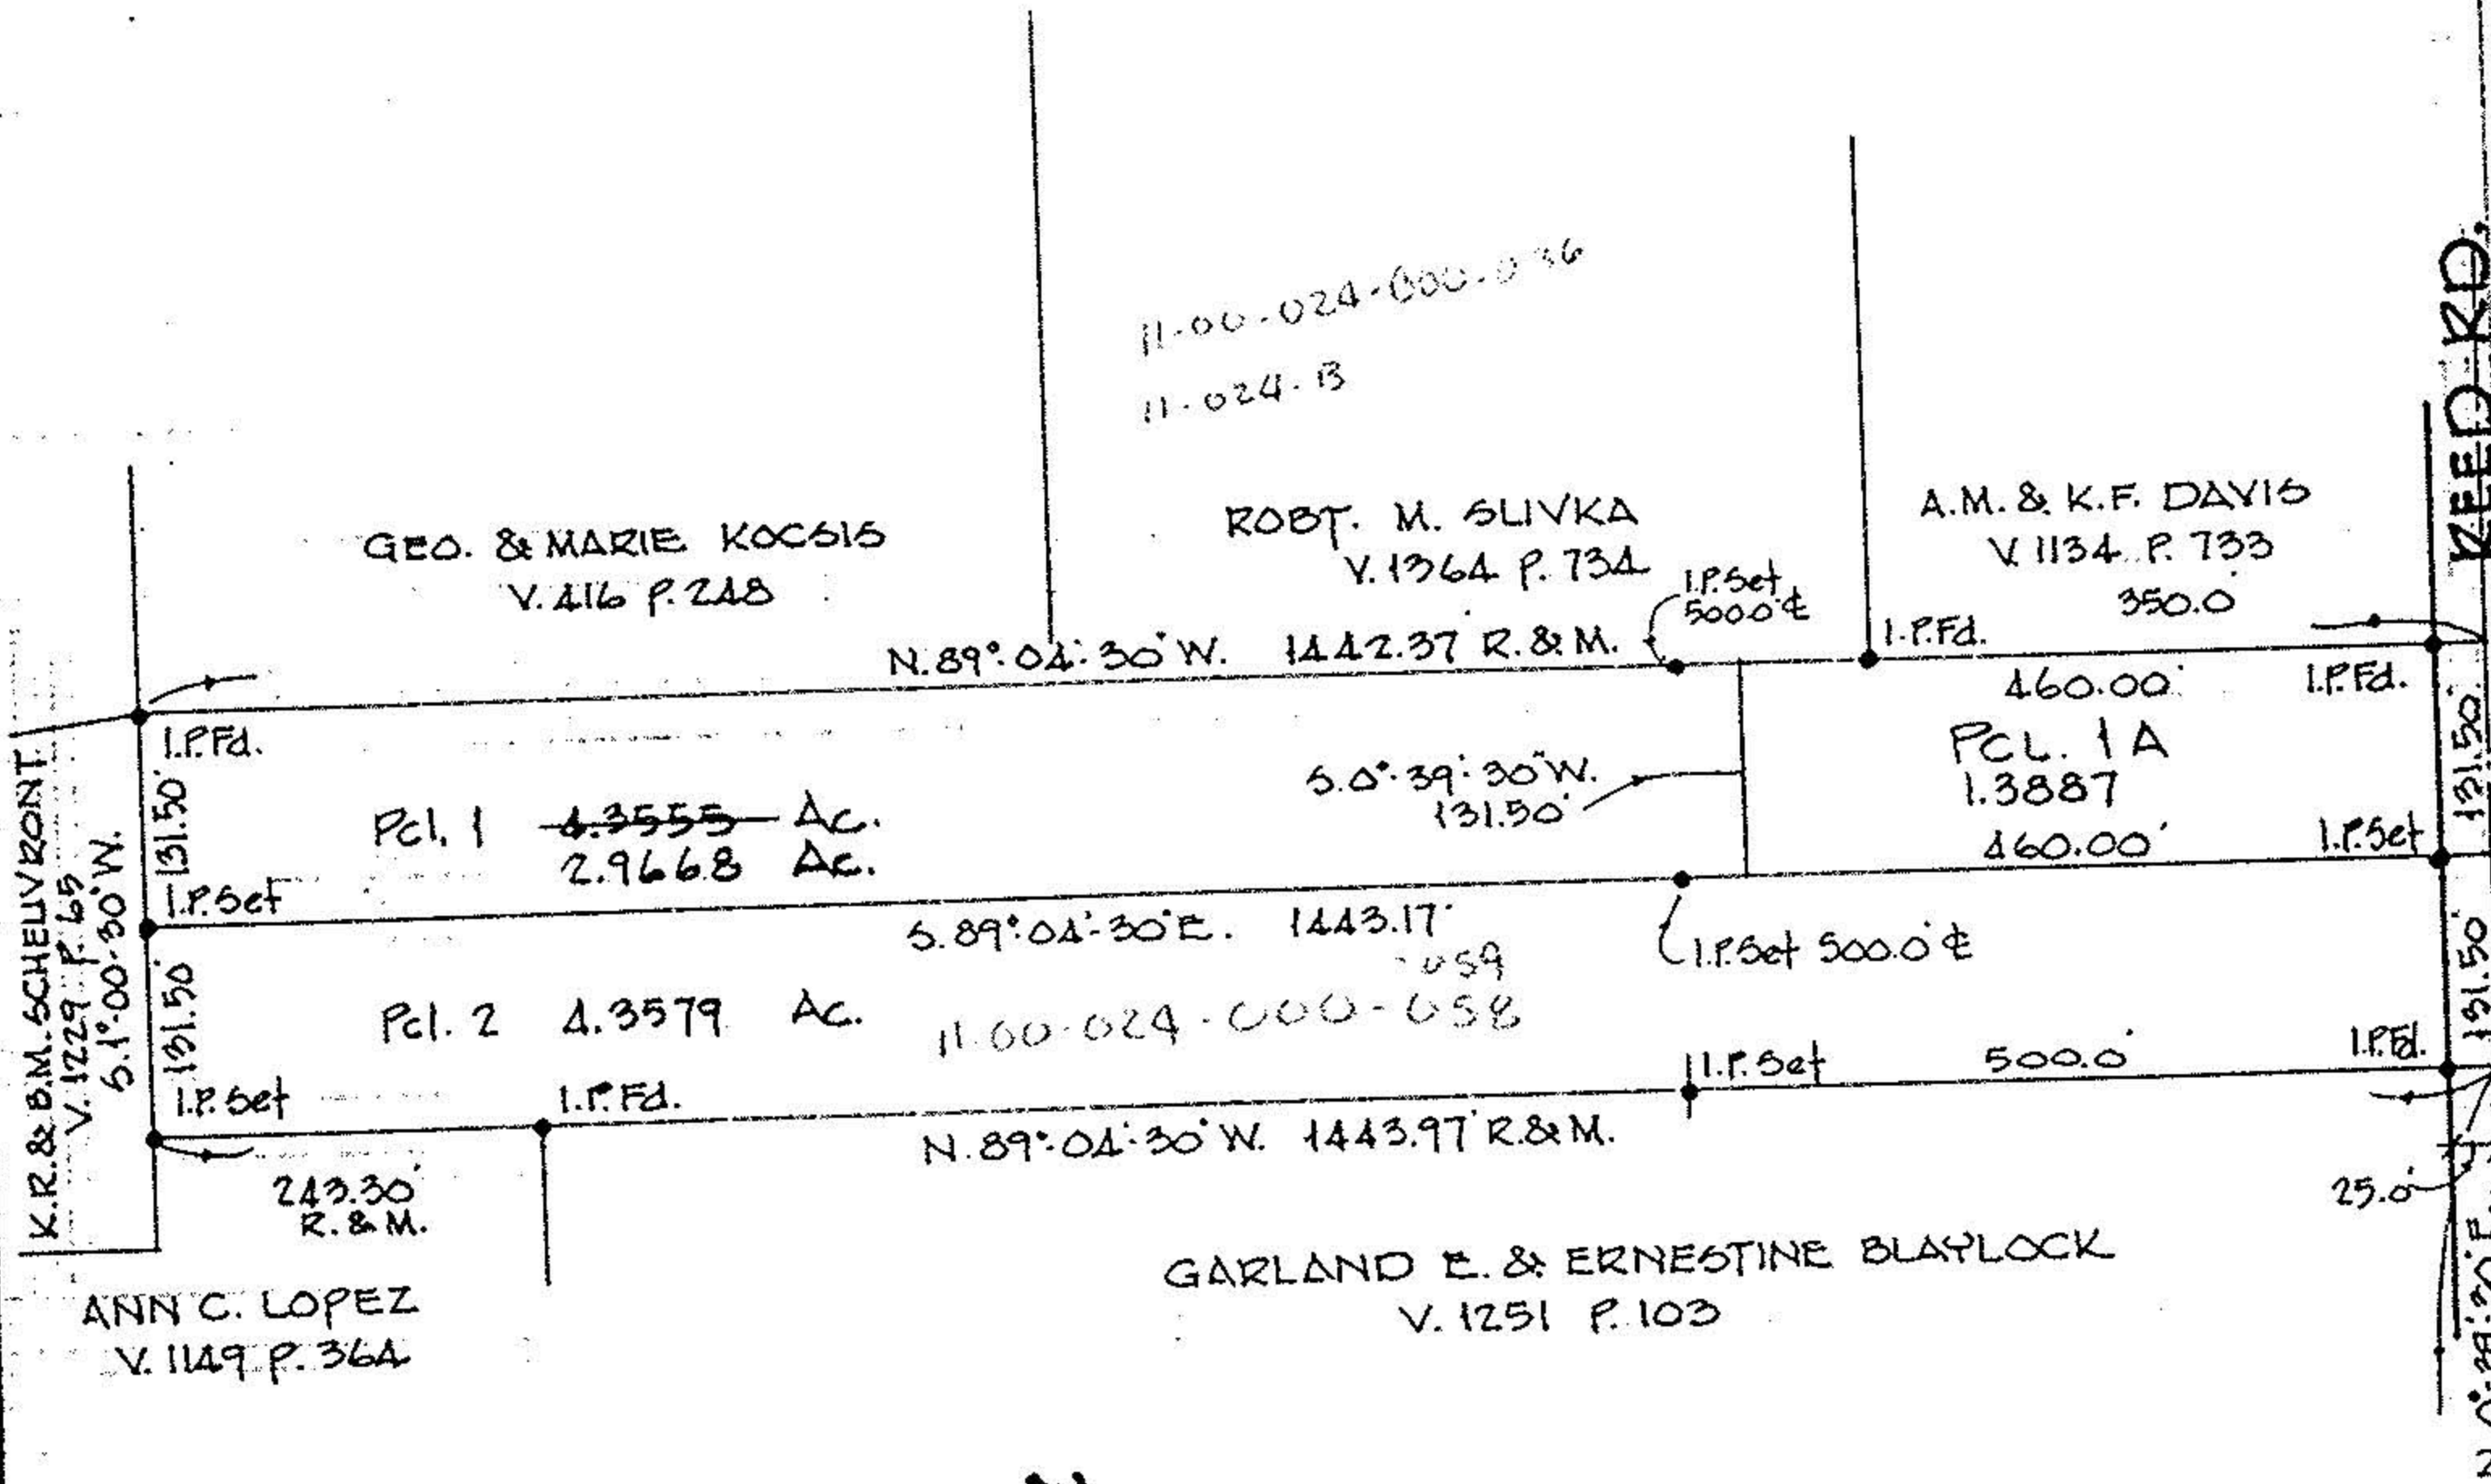 11-00-024-000-036
11-024-B
REED RD.
GEO. & MARIE KOCSIS
V. 416 P. 248
ROBT. M. SLIVKA
V. 1364 P. 734
A.M. & K.F. DAVIS
V. 1134 P. 733
350.0'
I.P. Set
500.0' ℄
N. 89°-04'-30" W. 1442.37' R. & M.
I.P. Fd.
460.00'
I.P. Fd.
131.50'
I.P. Fd.
131.50'
Pcl. 1 4.3555 Ac.
2.9668 Ac.
S. 0°-39'-30" W.
131.50'
PCL. 1A
1.3887
460.00'
I.P. Set
I.P. Set
S. 89°-04'-30" E. 1443.17'
I.P. Set 500.0' ℄
K.R. & B.M. SCHEUVRONT
V. 1229 P. 65
S. 1°-00'-30" W.
131.50'
Pcl. 2 4.3579 Ac.
-059
11-00-024-000-058
131.50'
I.P. Set
I.P. Fd.
I.P. Set
500.0'
I.P. Fd.
N. 89°-04'-30" W. 1443.97' R. & M.
243.30'
R. & M.
25.0'
GARLAND E. & ERNESTINE BLAYLOCK
V. 1251 P. 103
ANN C. LOPEZ
V. 1149 P. 364